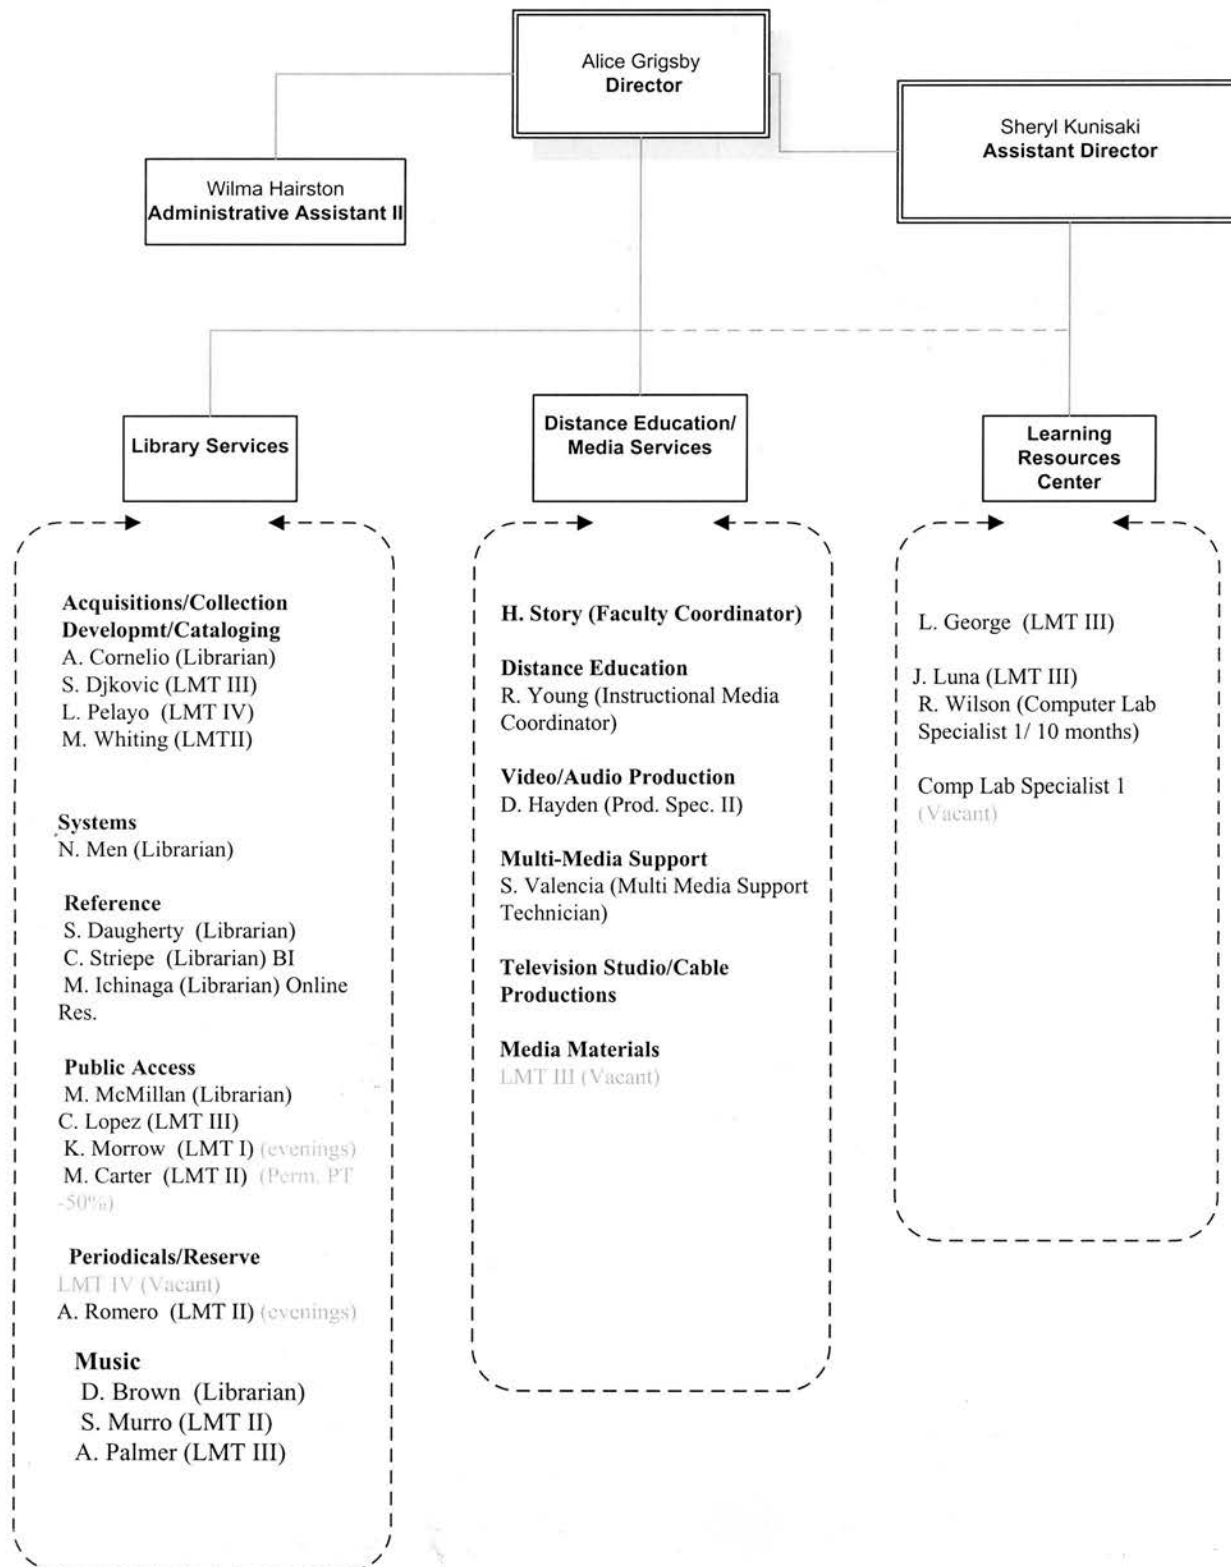 Alice Grigsby
Director
Sheryl Kunisaki
Assistant Director
Wilma Hairston
Administrative Assistant II
Library Services
Distance Education/
Media Services
Learning
Resources
Center
Acquisitions/Collection
Developmt/Cataloging
A. Cornelio (Librarian)
S. Djkovic (LMT III)
L. Pelayo (LMT IV)
M. Whiting (LMTII)
Systems
N. Men (Librarian)
Reference
S. Daugherty (Librarian)
C. Striepe (Librarian) BI
M. Ichinaga (Librarian) Online
Res.
Public Access
M. McMillan (Librarian)
C. Lopez (LMT III)
K. Morrow (LMT I) (evenings)
M. Carter (LMT II) (Perm. PT
-50%)
Periodicals/Reserve
LMT IV (Vacant)
A. Romero (LMT II) (evenings)
Music
D. Brown (Librarian)
S. Murro (LMT II)
A. Palmer (LMT III)
H. Story (Faculty Coordinator)
Distance Education
R. Young (Instructional Media
Coordinator)
Video/Audio Production
D. Hayden (Prod. Spec. II)
Multi-Media Support
S. Valencia (Multi Media Support
Technician)
Television Studio/Cable
Productions
Media Materials
LMT III (Vacant)
L. George (LMT III)
J. Luna (LMT III)
R. Wilson (Computer Lab
Specialist 1/ 10 months)
Comp Lab Specialist 1
(Vacant)